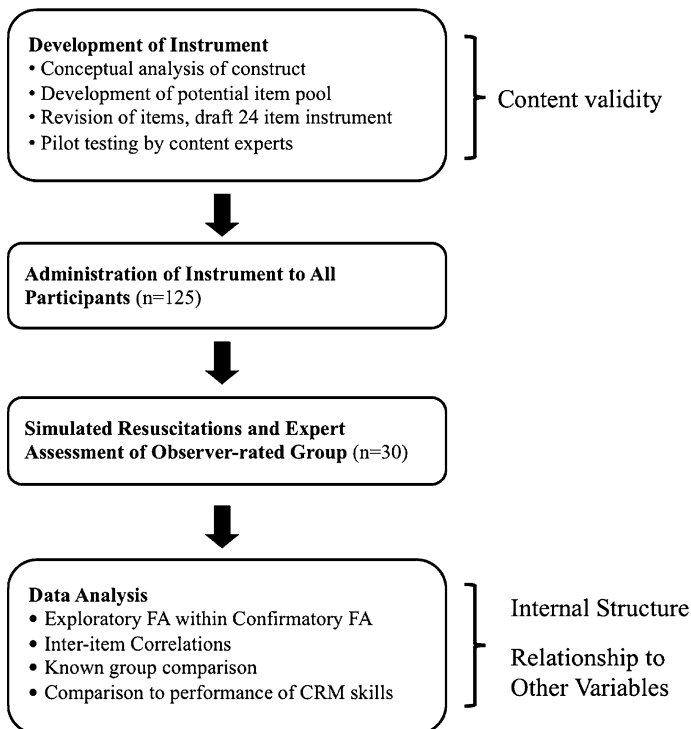 Development of Instrument
• Conceptual analysis of construct
• Development of potential item pool
• Revision of items, draft 24 item instrument
• Pilot testing by content experts
Content validity
Administration of Instrument to All
Participants (n=125)
Simulated Resuscitations and Expert
Assessment of Observer-rated Group (n=30)
Data Analysis
• Exploratory FA within Confirmatory FA
• Inter-item Correlations
• Known group comparison
• Comparison to performance of CRM skills
Internal Structure
Relationship to
Other Variables